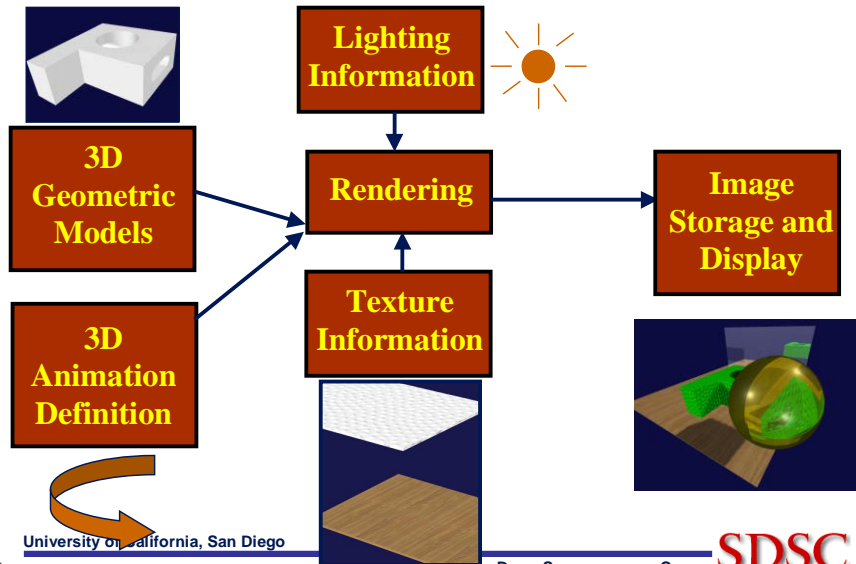 Lighting
Information
3D
Geometric
Models
Rendering
Image
Storage and
Display
3D
Animation
Definition
Texture
Information
University of California, San Diego
SDSC